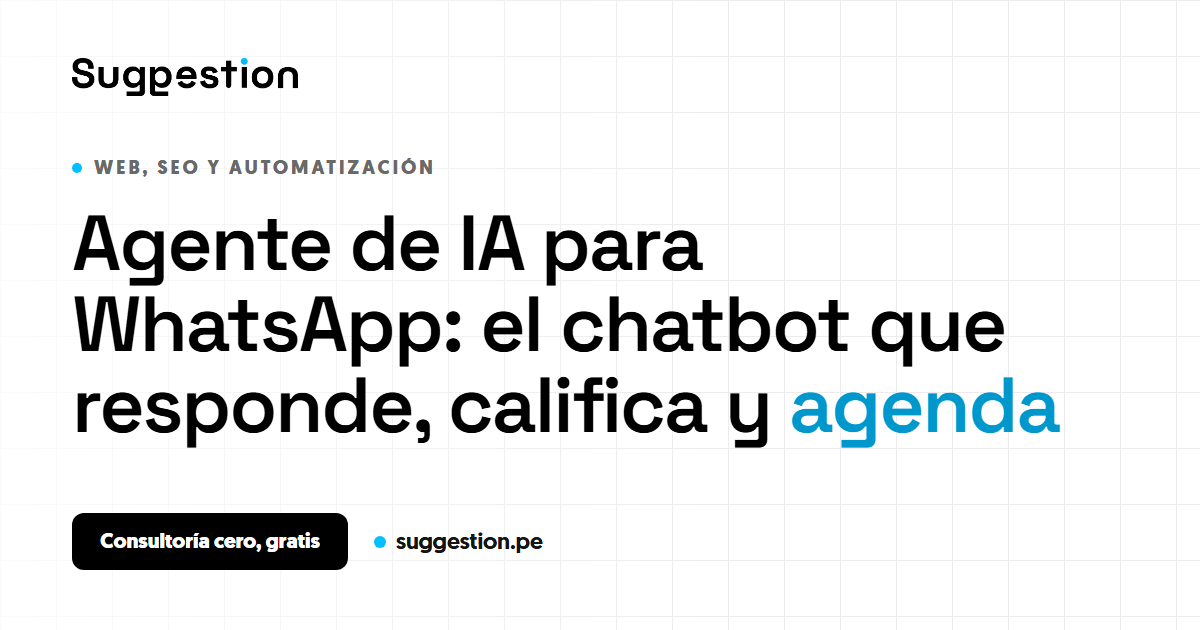 Suggestion
WEB, SEO Y AUTOMATIZACIÓN
Agente de IA para
WhatsApp: el chatbot que
responde, califica y agenda
Consultoría cero, gratis
suggestion.pe